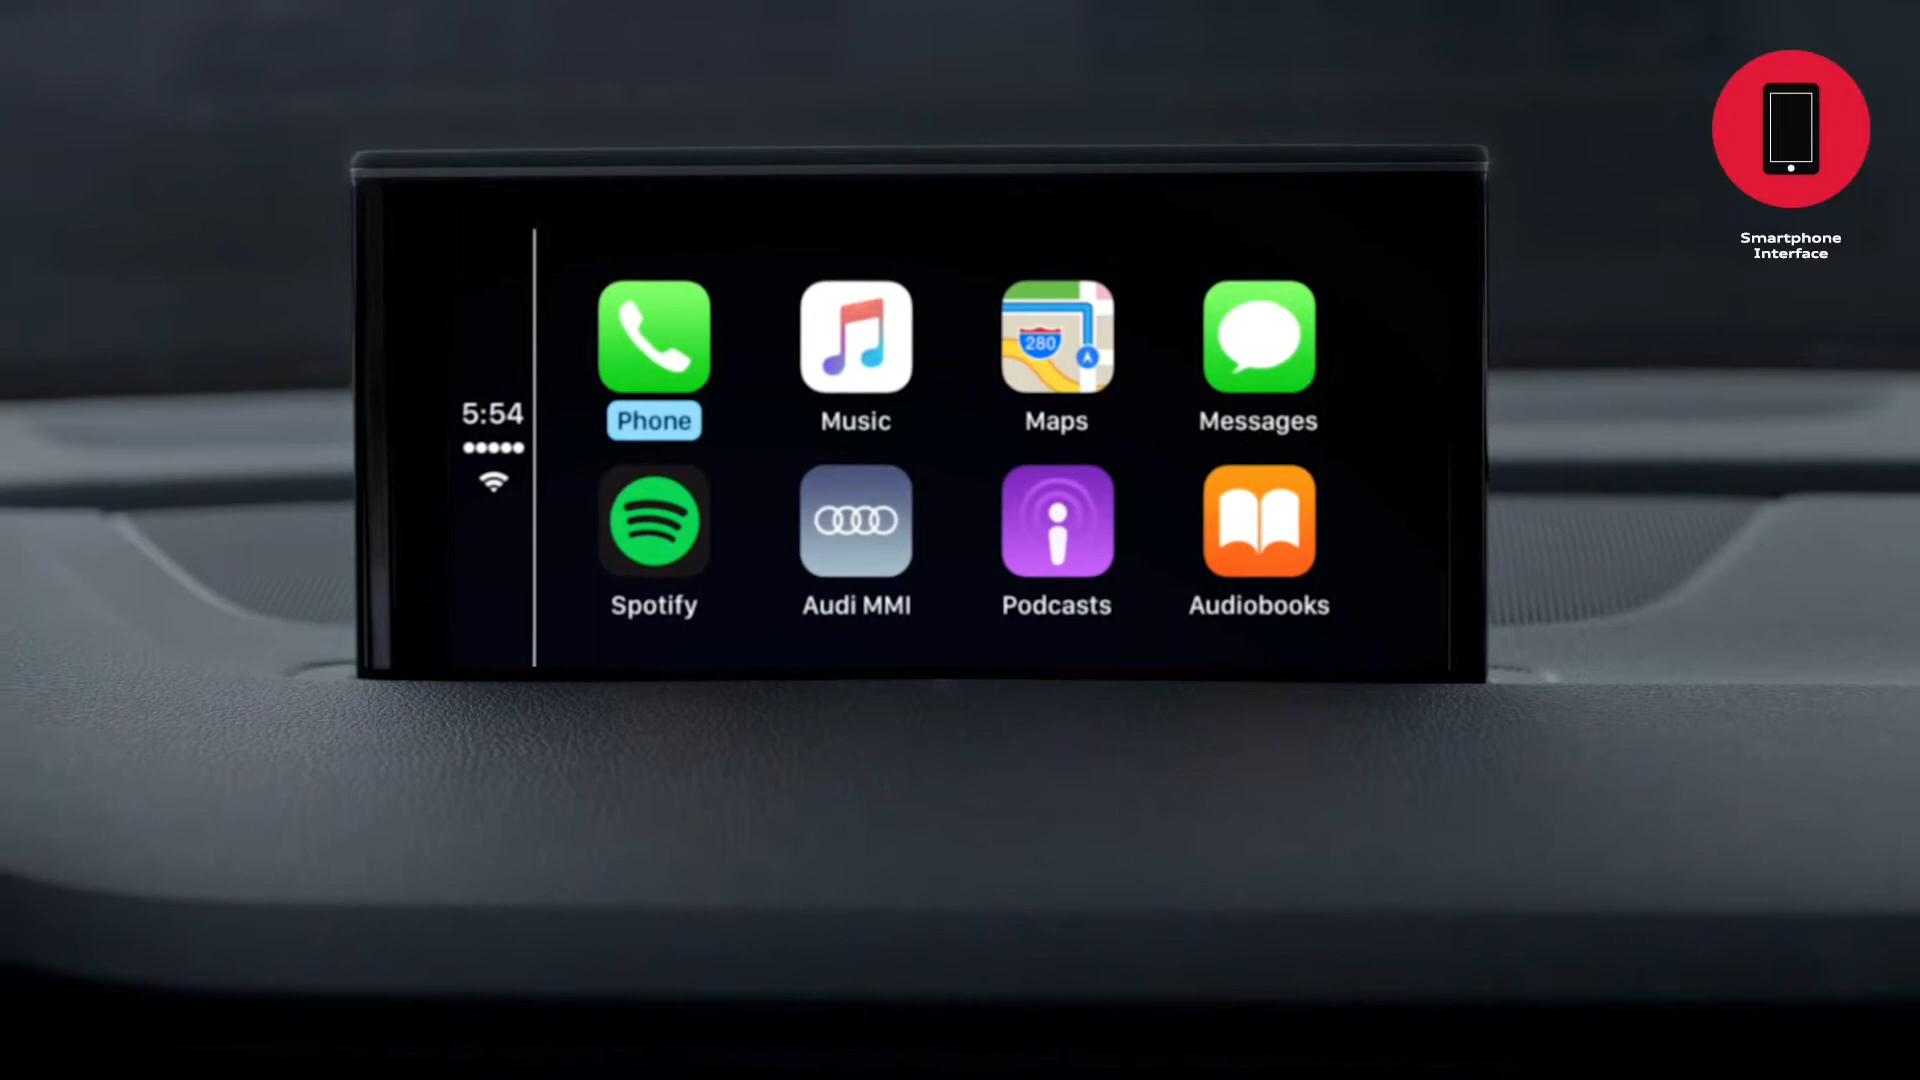 Smartphone
Interface
5:54
280
Phone
Music
Maps
Messages
Spotify
Audi MMI
Podcasts
Audiobooks